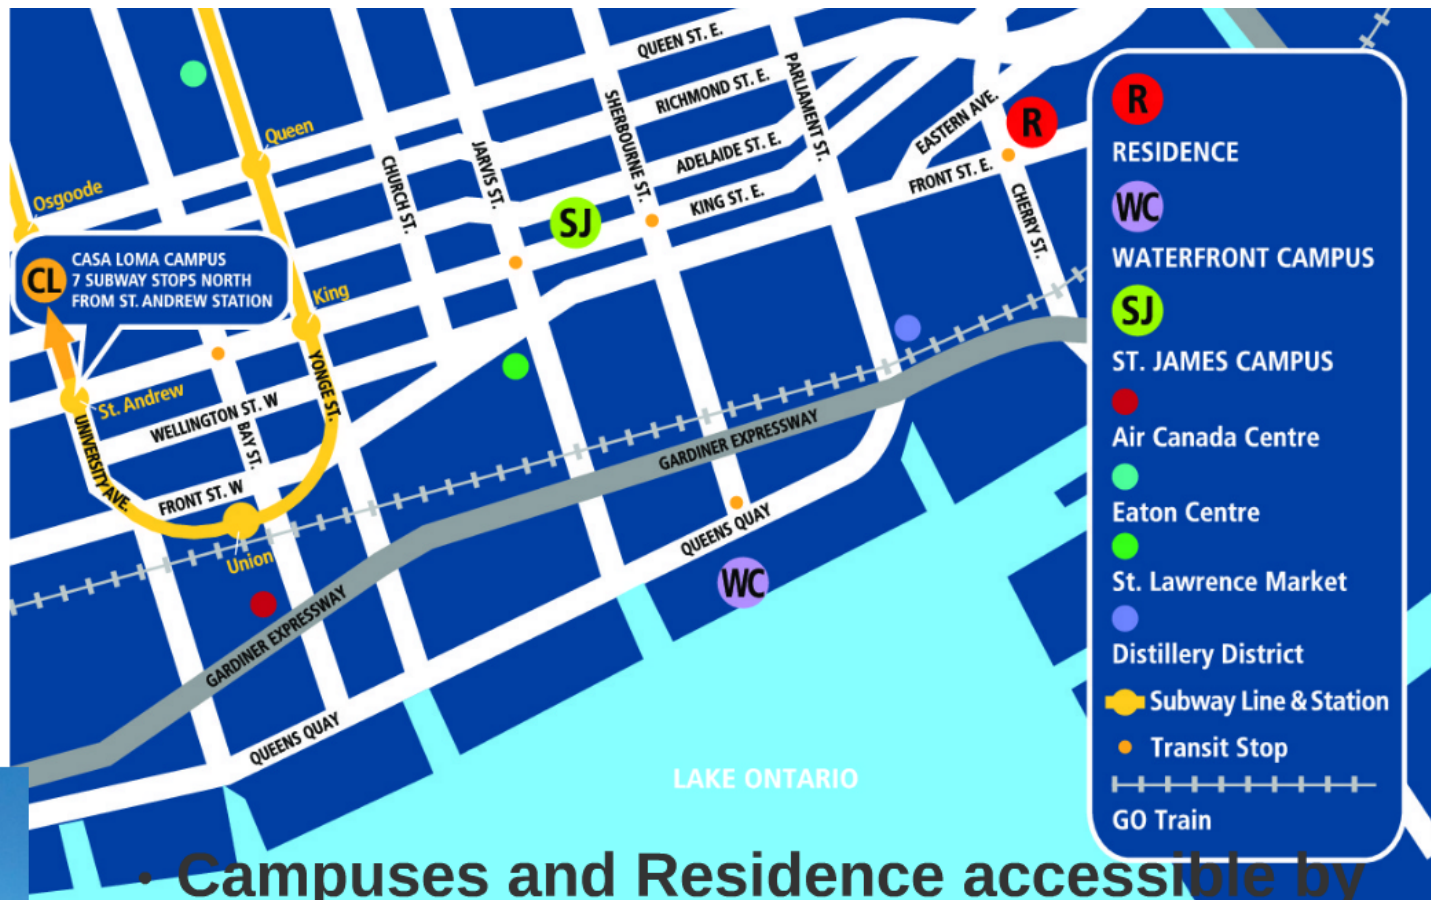 QUEEN ST. E.
RICHMOND ST. E.
ADELAIDE ST. E.
KING ST. E.
FRONT ST. E.
EASTERN AVE.
PARLIAMENT ST.
SHERBOURNE ST.
JARVIS ST.
CHURCH ST.
CHERRY ST.
R
SJ
Queen
Osgoode
King
CL
CASA LOMA CAMPUS
7 SUBWAY STOPS NORTH
FROM ST. ANDREW STATION
St. Andrew
YONGE ST.
WELLINGTON ST. W
BAY ST.
UNIVERSITY AVE.
FRONT ST. W
Union
GARDINER EXPRESSWAY
GARDINER EXPRESSWAY
QUEENS QUAY
QUEENS QUAY
WC
LAKE ONTARIO
R
RESIDENCE
WC
WATERFRONT CAMPUS
SJ
ST. JAMES CAMPUS
Air Canada Centre
Eaton Centre
St. Lawrence Market
Distillery District
Subway Line & Station
Transit Stop
GO Train
• Campuses and Residence accessible by